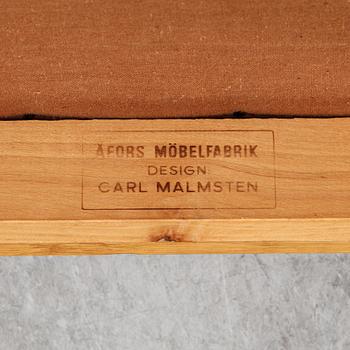 ÅFORS MÖBELFABRIK
DESIGN
CARL MALMSTEN